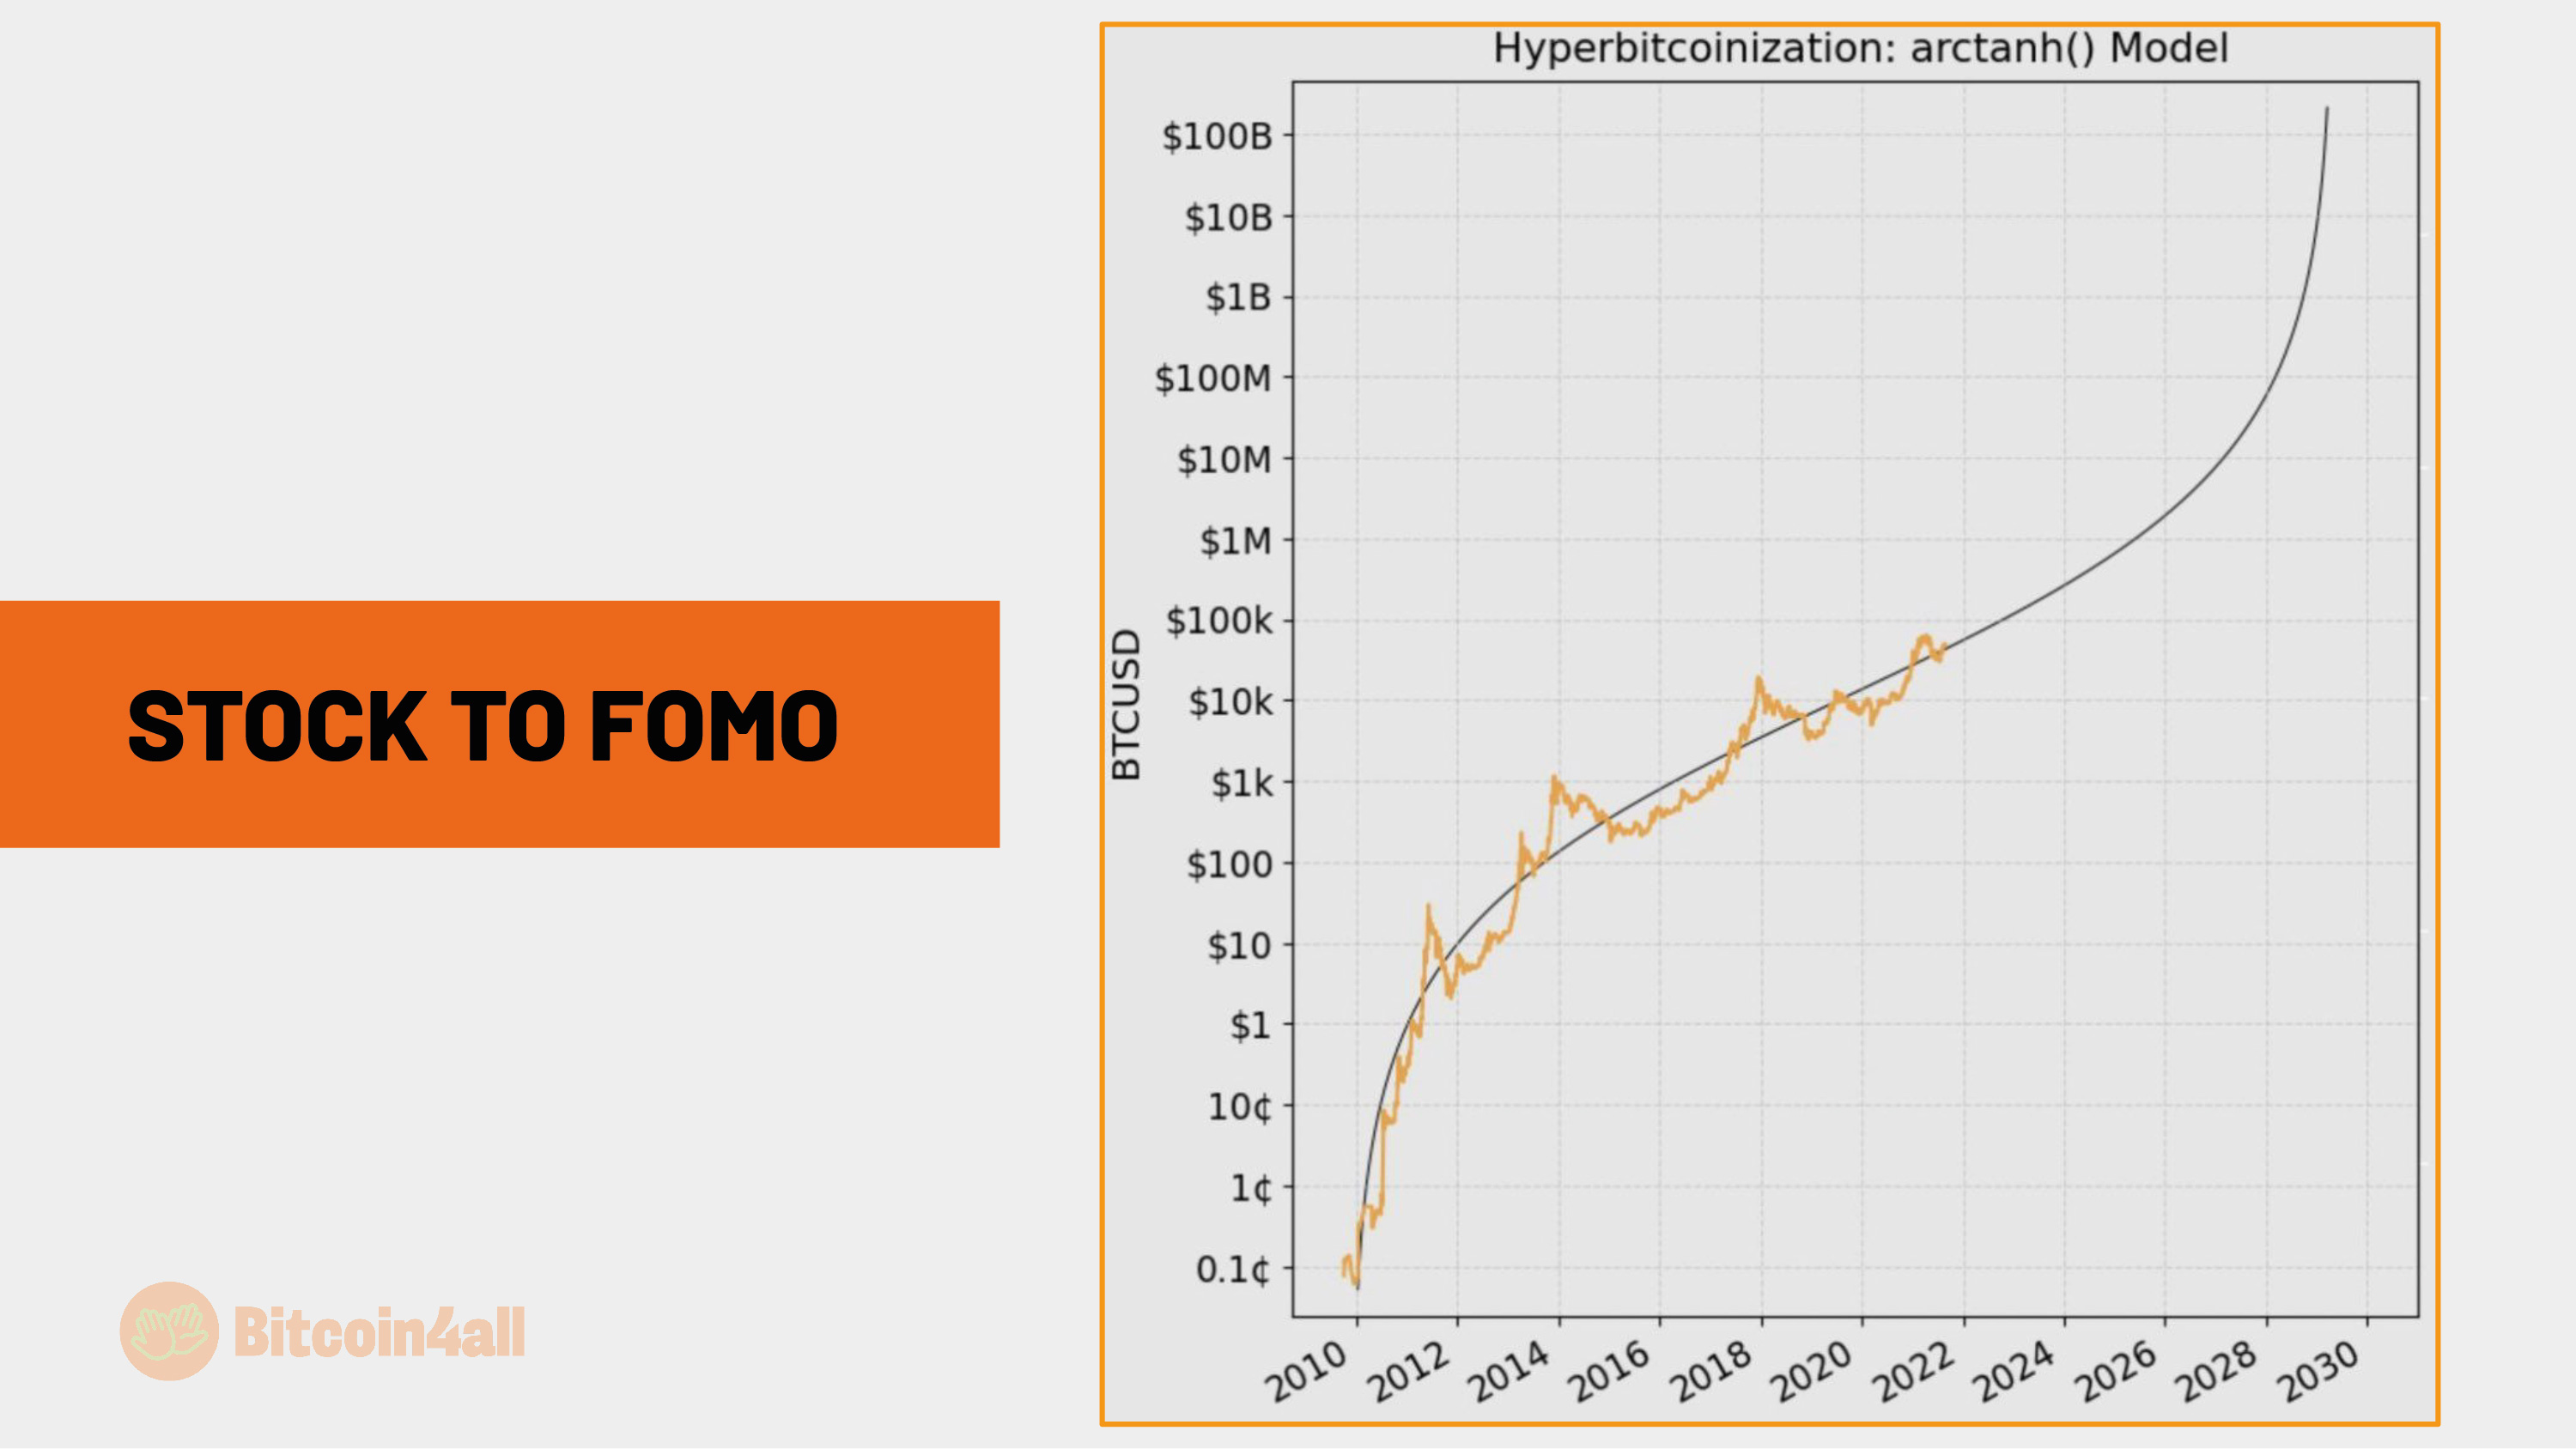 Hyperbitcoinization: arctanh() Model
$100B
$10B
$1B
$100M
$10M
$1M
$100k
$10k
$1k
$100
$10
$1
10¢
1¢
0.1¢
BTCUSD
2010
2012
2014
2016
2018
2020
2022
2024
2026
2028
2030
STOCK TO FOMO
Bitcoin4all